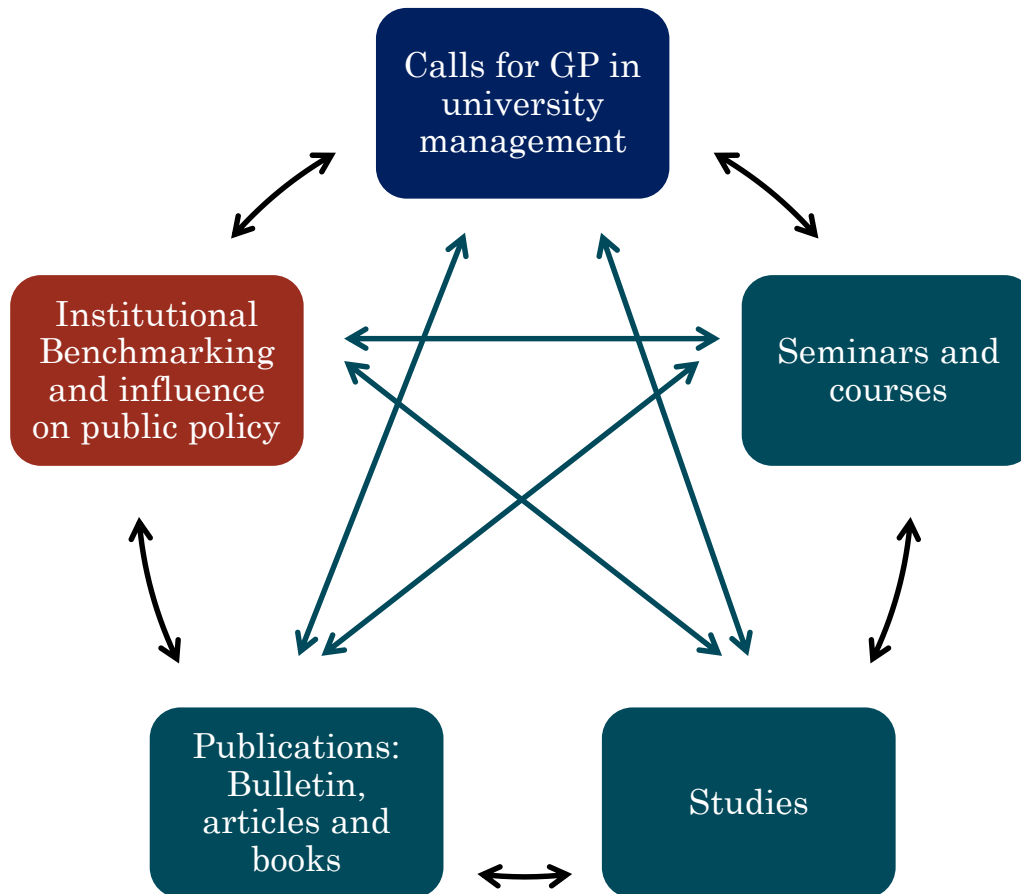 Calls for GP in
university
management
Institutional
Benchmarking
and influence
on public policy
Seminars and
courses
Publications:
Bulletin,
articles and
books
Studies